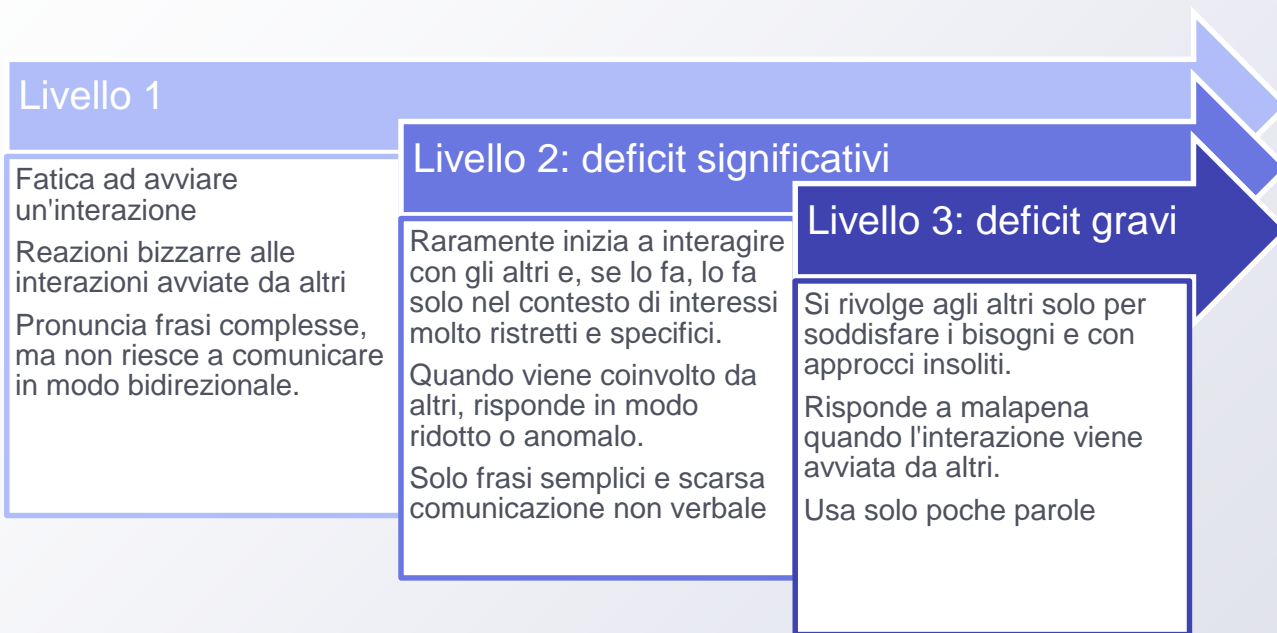 Livello 1
Fatica ad avviare
un'interazione
Reazioni bizzarre alle
interazioni avviate da altri
Pronuncia frasi complesse,
ma non riesce a comunicare
in modo bidirezionale.
Livello 2: deficit significativi
Raramente inizia a interagire
con gli altri e, se lo fa, lo fa
solo nel contesto di interessi
molto ristretti e specifici.
Quando viene coinvolto da
altri, risponde in modo
ridotto o anomalo.
Solo frasi semplici e scarsa
comunicazione non verbale
Livello 3: deficit gravi
Si rivolge agli altri solo per
soddisfare i bisogni e con
approcci insoliti.
Risponde a malapena
quando l'interazione viene
avviata da altri.
Usa solo poche parole